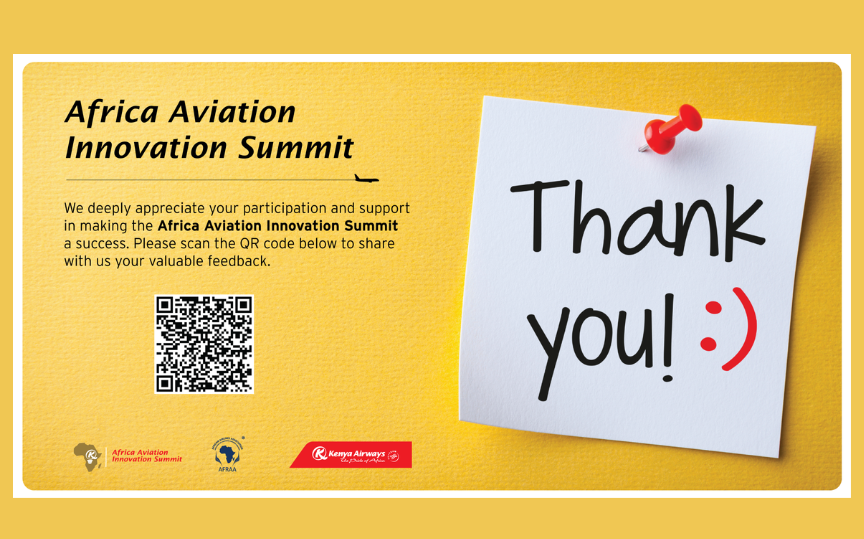 Africa Aviation
Innovation Summit
We deeply appreciate your participation and support
in making the Africa Aviation Innovation Summit
a success. Please scan the QR code below to share
with us your valuable feedback.
Thank
you! :)
Africa Aviation
Innovation Summit
AFRAA
Kenya Airways
The Pride of Africa